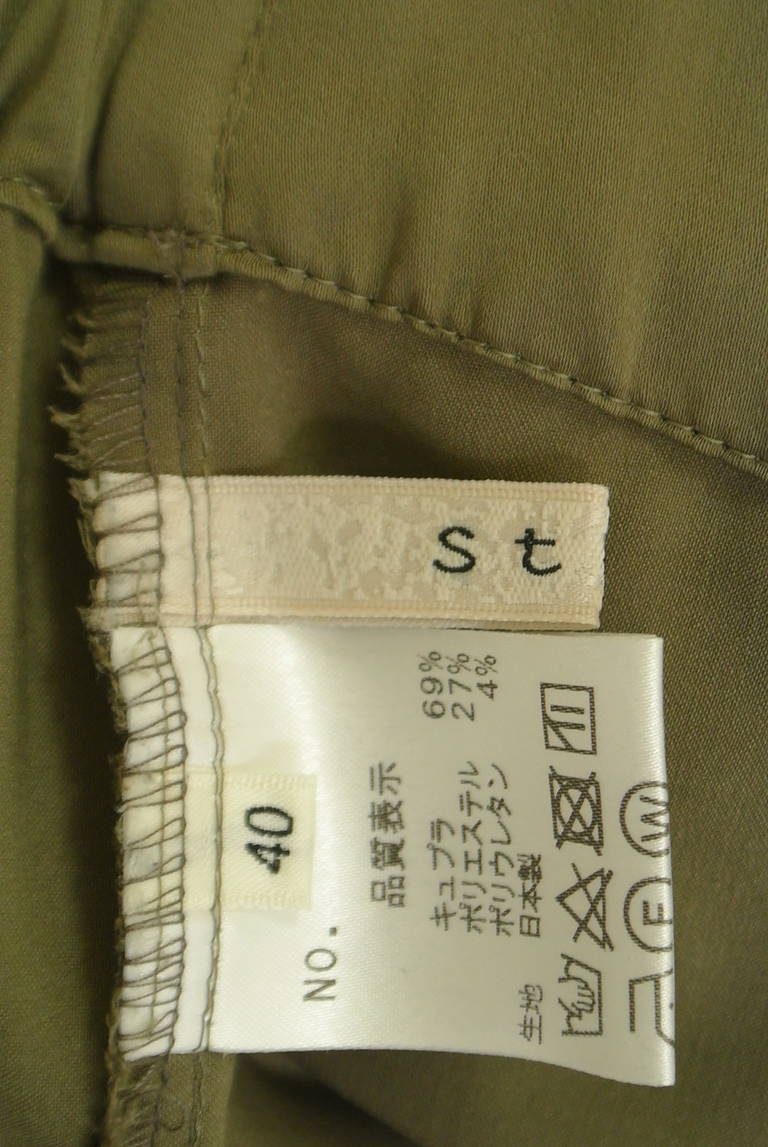 St
40
NO.
品質表示
キュプラ 69%
ポリエステル 27%
ポリウレタン 4%
日本製
生地
F
W